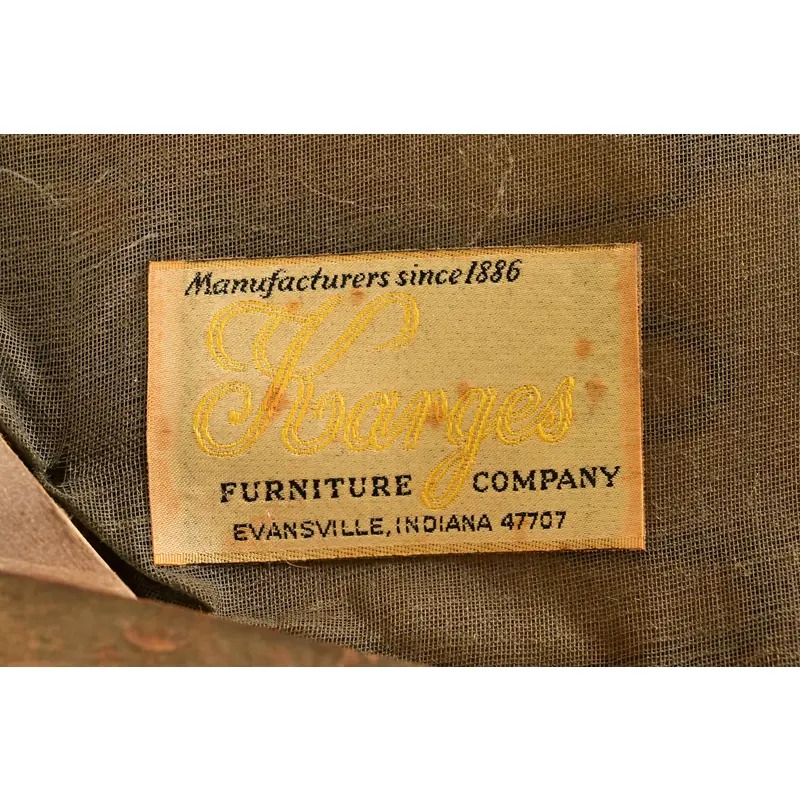 Manufacturers since 1886
Karges
FURNITURE COMPANY
EVANSVILLE, INDIANA 47707